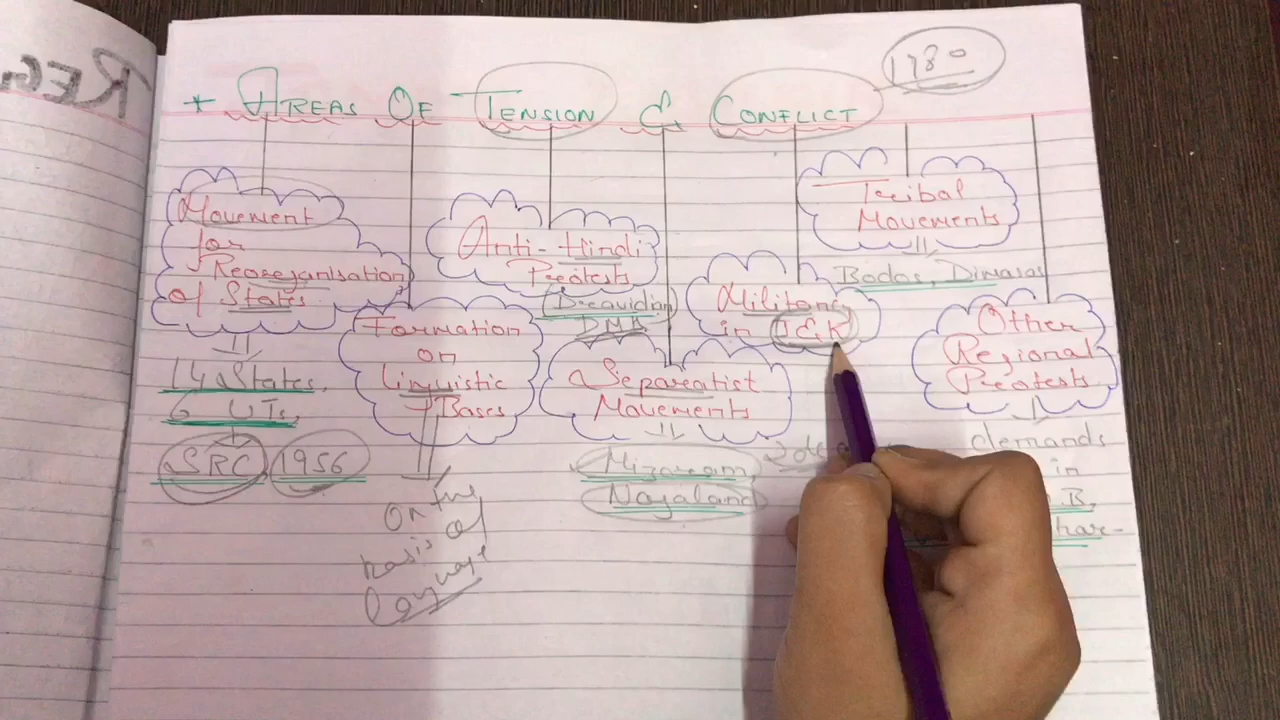 REG
1980
* AREAS OF TENSION & CONFLICT
Movement
for
Reorganisation
of States
14 States,
6 UTs,
SRC 1956
Formation
on
linguistic
Bases
On the
basis of
language
Anti-Hindi
Protests
Dravidian
DMK
Separatist
Movements
Mizoram
Nagaland
Militancy
in J&K
Tribal
Movements
Bodos, Dimasas
Other
Regional
Protests
demands
in